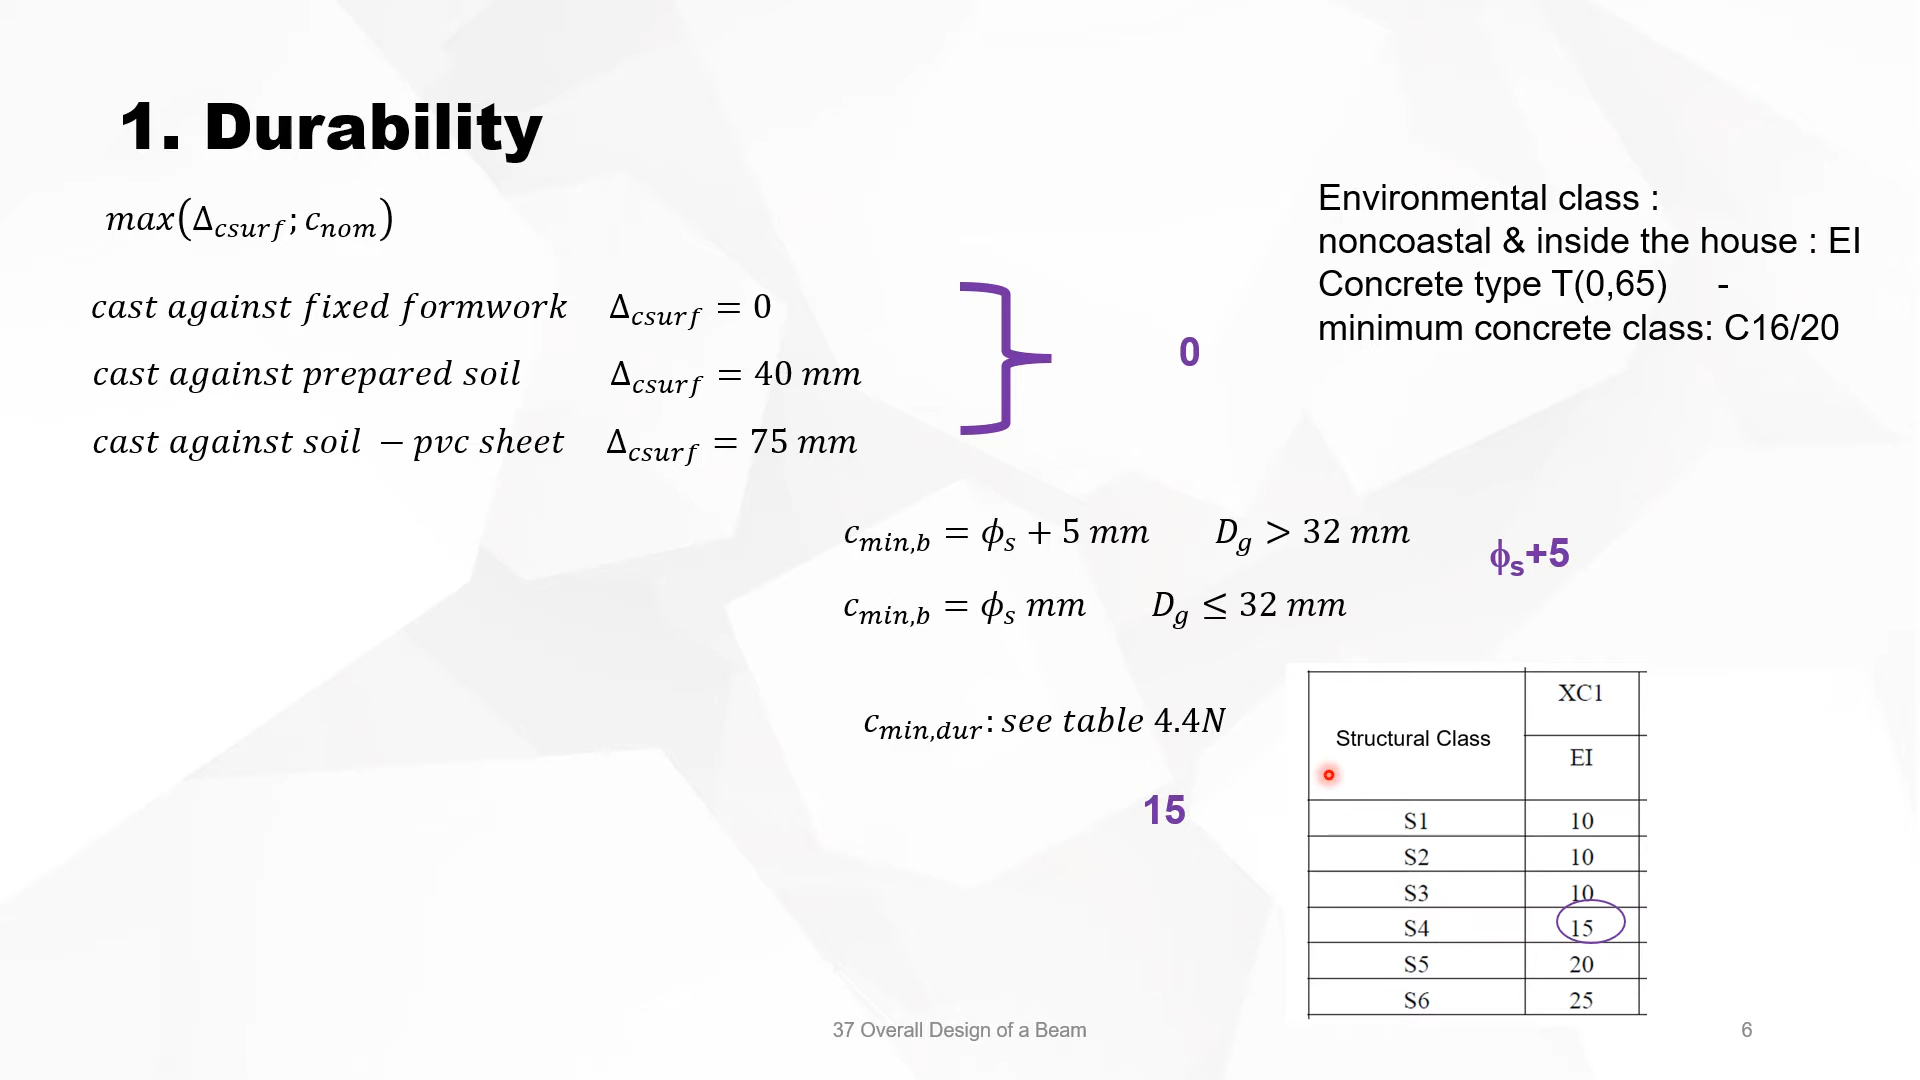 1. Durability
max(Δcsurf; cnom)
Environmental class :
noncoastal & inside the house : EI
Concrete type T(0,65) -
minimum concrete class: C16/20
cast against fixed formwork Δcsurf = 0
cast against prepared soil Δcsurf = 40 mm
cast against soil − pvc sheet Δcsurf = 75 mm
0
cmin,b = ϕs + 5 mm Dg > 32 mm
cmin,b = ϕs mm Dg ≤ 32 mm
ϕs+5
cmin,dur: see table 4.4N
15
Structural Class XC1
EI
S1 10
S2 10
S3 10
S4 15
S5 20
S6 25
37 Overall Design of a Beam
6